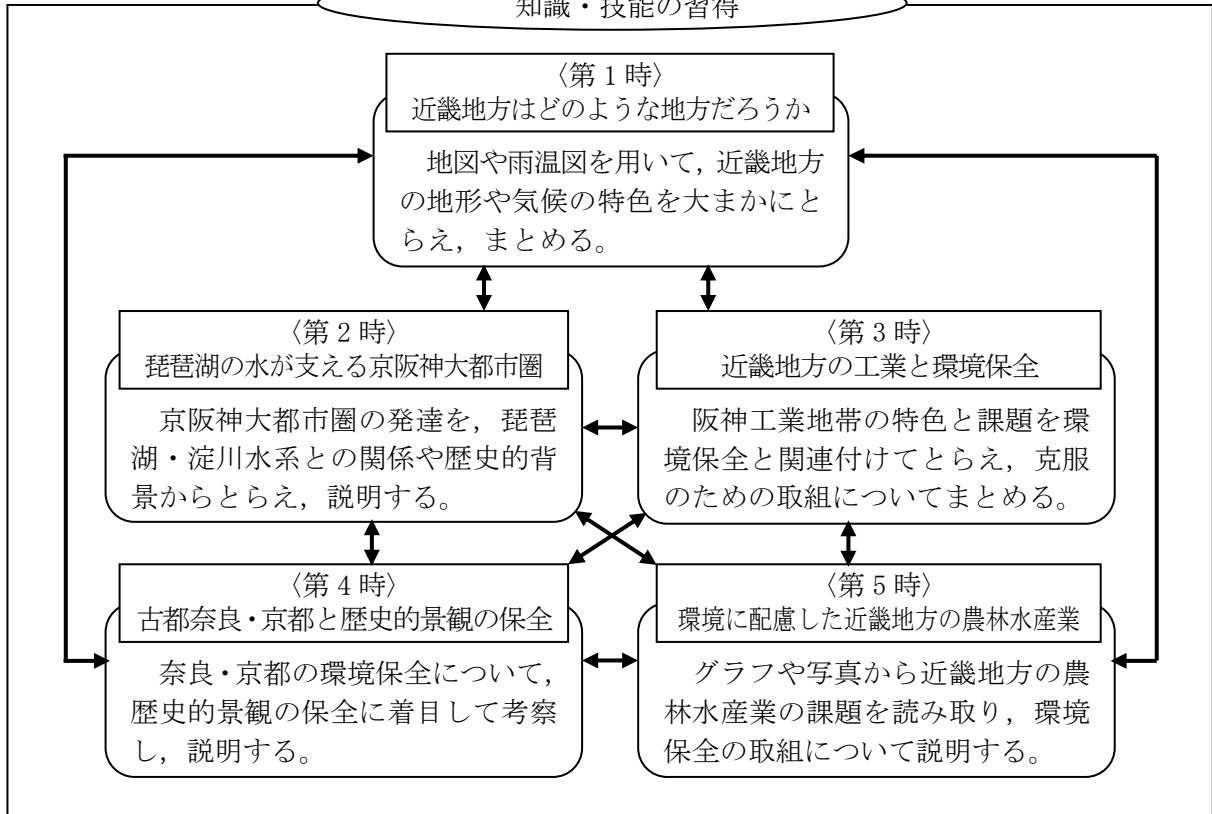 知識・技能の習得
〈第1時〉
近畿地方はどのような地方だろうか
地図や雨温図を用いて，近畿地方
の地形や気候の特色を大まかにと
らえ，まとめる。
〈第2時〉
琵琶湖の水が支える京阪神大都市圏
京阪神大都市圏の発達を，琵琶
湖・淀川水系との関係や歴史的背
景からとらえ，説明する。
〈第3時〉
近畿地方の工業と環境保全
阪神工業地帯の特色と課題を環
境保全と関連付けてとらえ，克服
のための取組についてまとめる。
〈第4時〉
古都奈良・京都と歴史的景観の保全
奈良・京都の環境保全について，
歴史的景観の保全に着目して考察
し，説明する。
〈第5時〉
環境に配慮した近畿地方の農林水産業
グラフや写真から近畿地方の農
林水産業の課題を読み取り，環境
保全の取組について説明する。